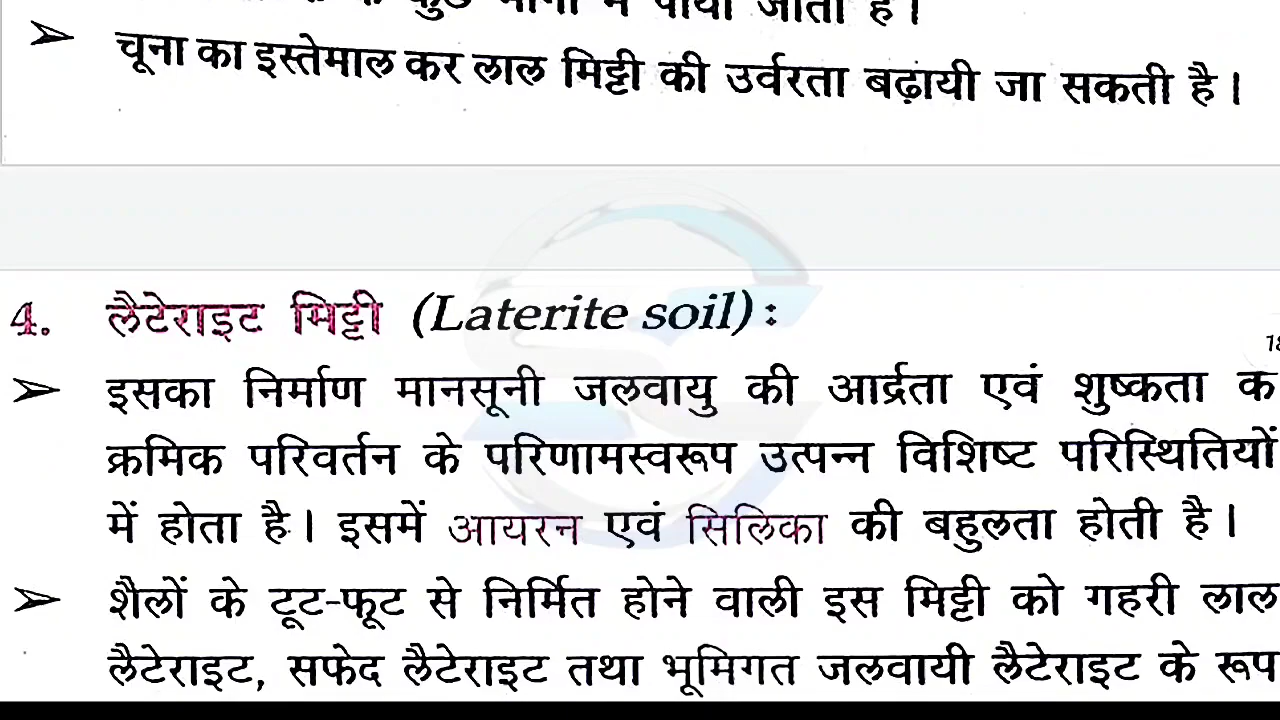 में पाया जाता है।
➢ चूना का इस्तेमाल कर लाल मिट्टी की उर्वरता बढ़ायी जा सकती है।
4. लैटेराइट मिट्टी (Laterite soil) :
➢ इसका निर्माण मानसूनी जलवायु की आर्द्रता एवं शुष्कता क
क्रमिक परिवर्तन के परिणामस्वरूप उत्पन्न विशिष्ट परिस्थितियों
में होता है। इसमें आयरन एवं सिलिका की बहुलता होती है।
➢ शैलों के टूट-फूट से निर्मित होने वाली इस मिट्टी को गहरी लाल
लैटेराइट, सफेद लैटेराइट तथा भूमिगत जलवायी लैटेराइट के रूप